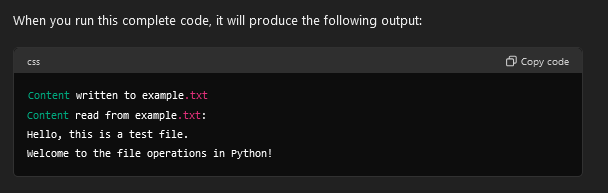 When you run this complete code, it will produce the following output:
css
Copy code
Content written to example.txt
Content read from example.txt:
Hello, this is a test file.
Welcome to the file operations in Python!